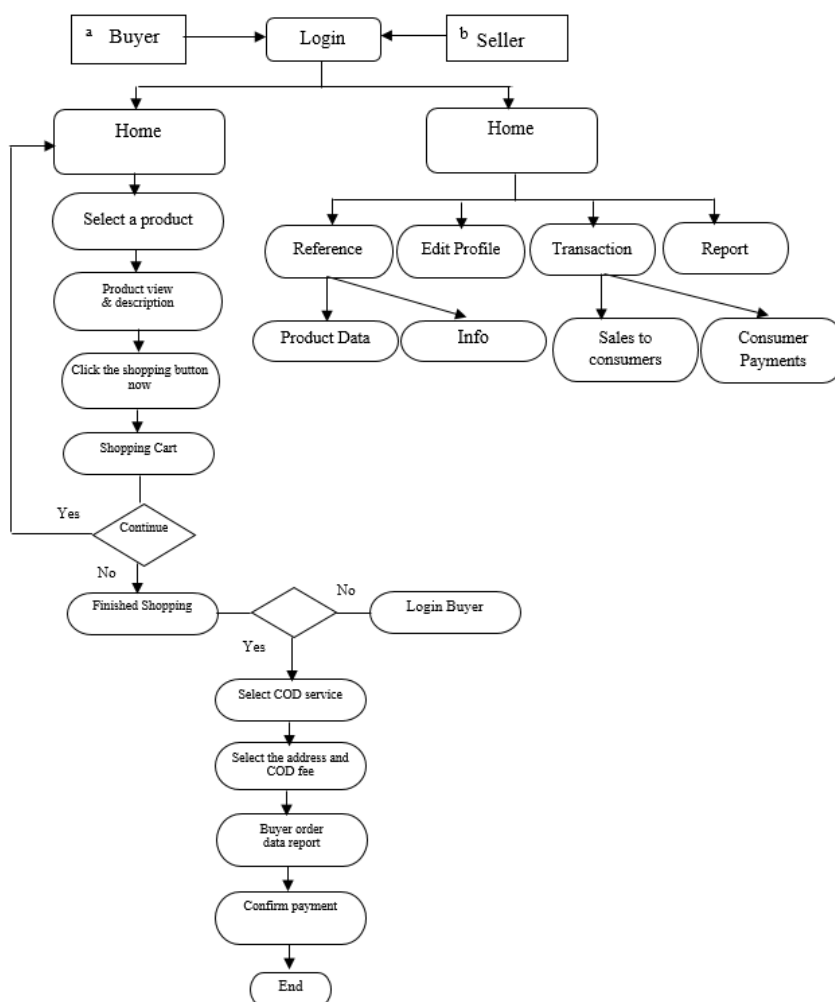 a Buyer
Login
b Seller
Home
Home
Select a product
Reference
Edit Profile
Transaction
Report
Product view
& description
Product Data
Info
Sales to
consumers
Consumer
Payments
Click the shopping button
now
Shopping Cart
Yes
Continue
No
Finished Shopping
No
Login Buyer
Yes
Select COD service
Select the address and
COD fee
Buyer order
data report
Confirm payment
End